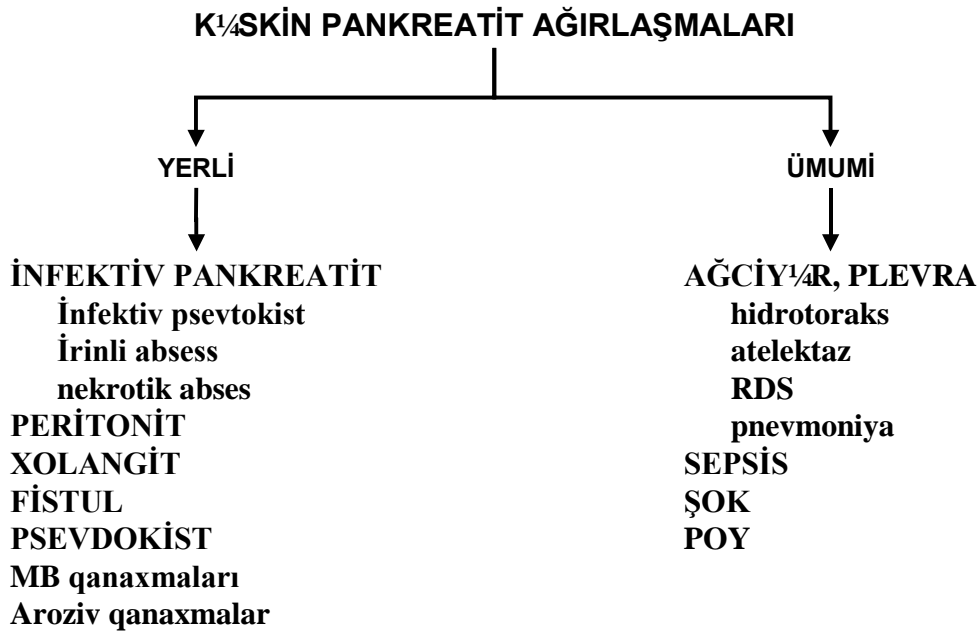 K¼SKİN PANKREATİT AĞIRLAŞMALARI
YERLİ
İNFEKTİV PANKREATİT
İnfektiv psevtokist
İrinli absess
nekrotik abses
PERİTONİT
XOLANGİT
FİSTUL
PSEVDOKİST
MB qanaxmaları
Aroziv qanaxmalar
ÜMUMİ
AĞCİY¼R, PLEVRA
hidrotoraks
atelektaz
RDS
pnevmoniya
SEPSİS
ŞOK
POY